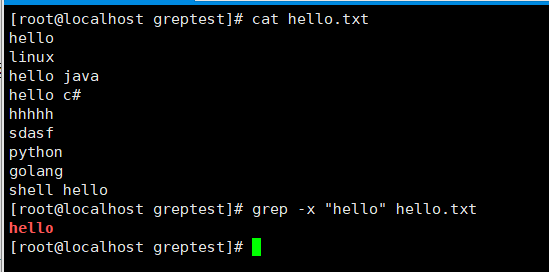 [root@localhost greptest]# cat hello.txt
hello
linux
hello java
hello c#
hhhhh
sdasf
python
golang
shell hello
[root@localhost greptest]# grep -x "hello" hello.txt
hello
[root@localhost greptest]#